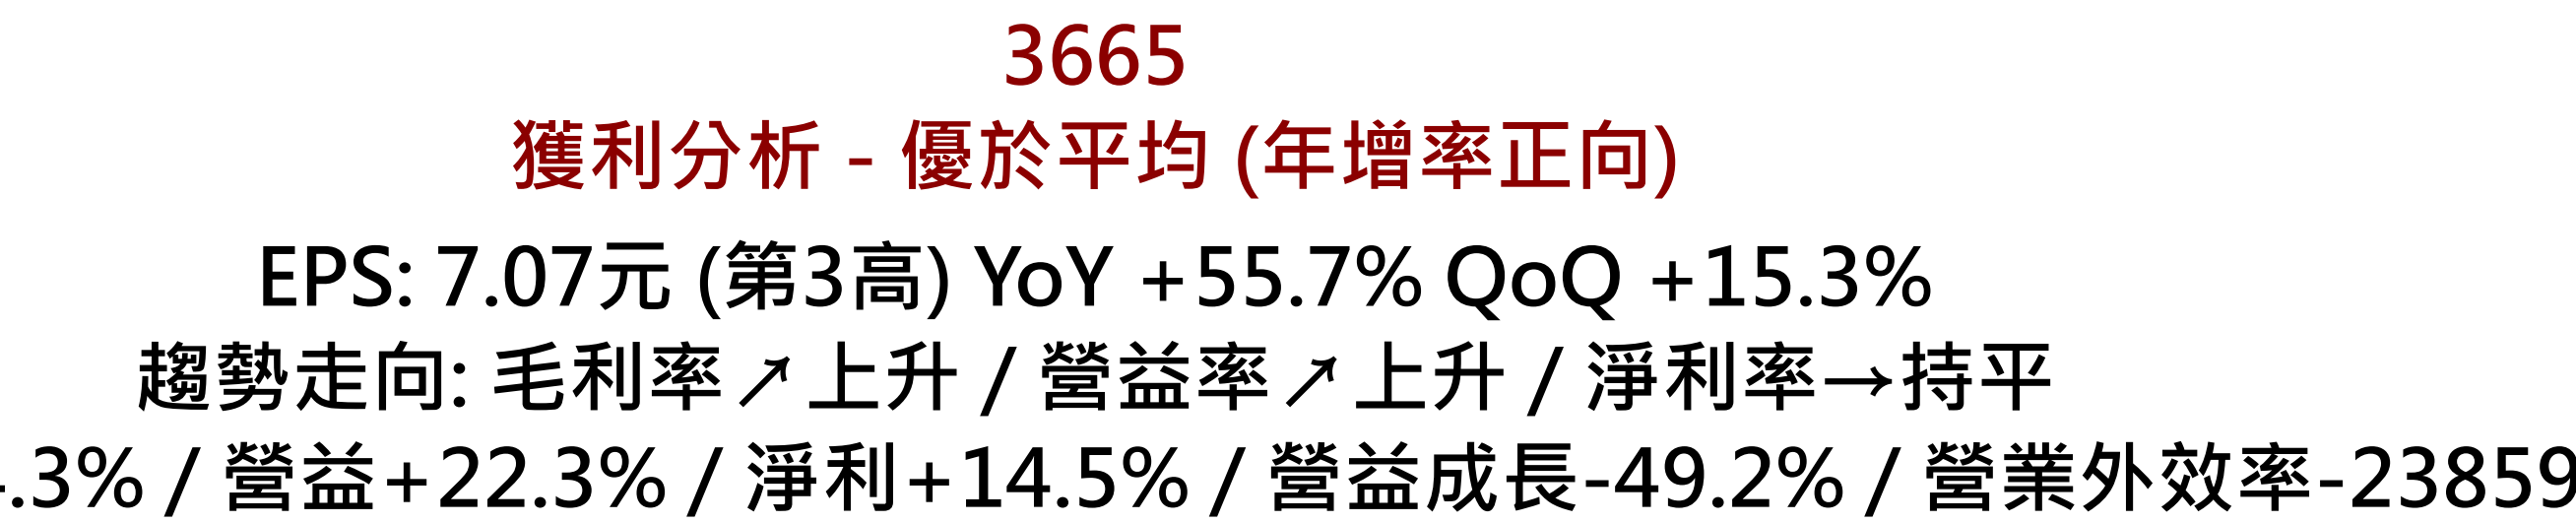 3665
獲利分析 - 優於平均 (年增率正向)
EPS: 7.07元 (第3高) YoY +55.7% QoQ +15.3%
趨勢走向: 毛利率↗上升 / 營益率↗上升 / 淨利率→持平
.3% / 營益+22.3% / 淨利+14.5% / 營益成長-49.2% / 營業外效率-23859